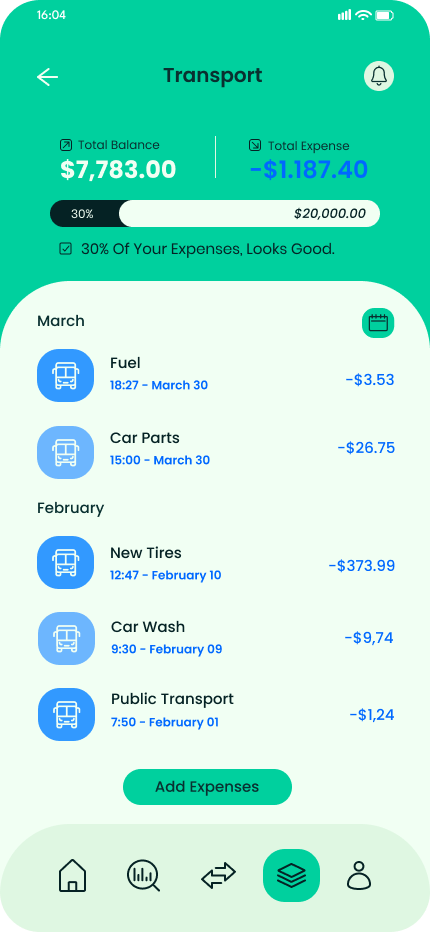 16:04
Transport
Total Balance
Total Expense
$7,783.00
-$1.187.40
30%
$20,000.00
30% Of Your Expenses, Looks Good.
March
Fuel
18:27 - March 30
-$3.53
Car Parts
15:00 - March 30
-$26.75
February
New Tires
12:47 - February 10
-$373.99
Car Wash
9:30 - February 09
-$9,74
Public Transport
7:50 - February 01
-$1,24
Add Expenses